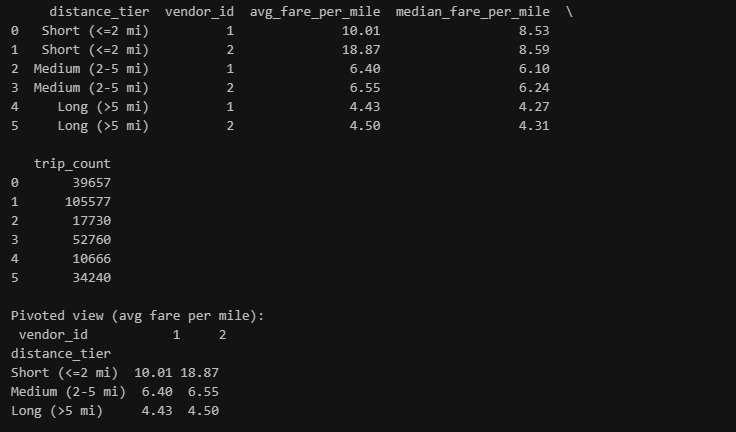 distance_tier  vendor_id  avg_fare_per_mile  median_fare_per_mile  \
0   Short (<=2 mi)          1              10.01                  8.53
1   Short (<=2 mi)          2              18.87                  8.59
2  Medium (2-5 mi)          1               6.40                  6.10
3  Medium (2-5 mi)          2               6.55                  6.24
4     Long (>5 mi)          1               4.43                  4.27
5     Long (>5 mi)          2               4.50                  4.31
trip_count
0       39657
1      105577
2       17730
3       52760
4       10666
5       34240
Pivoted view (avg fare per mile):
vendor_id           1     2
distance_tier
Short (<=2 mi)  10.01 18.87
Medium (2-5 mi)  6.40  6.55
Long (>5 mi)     4.43  4.50